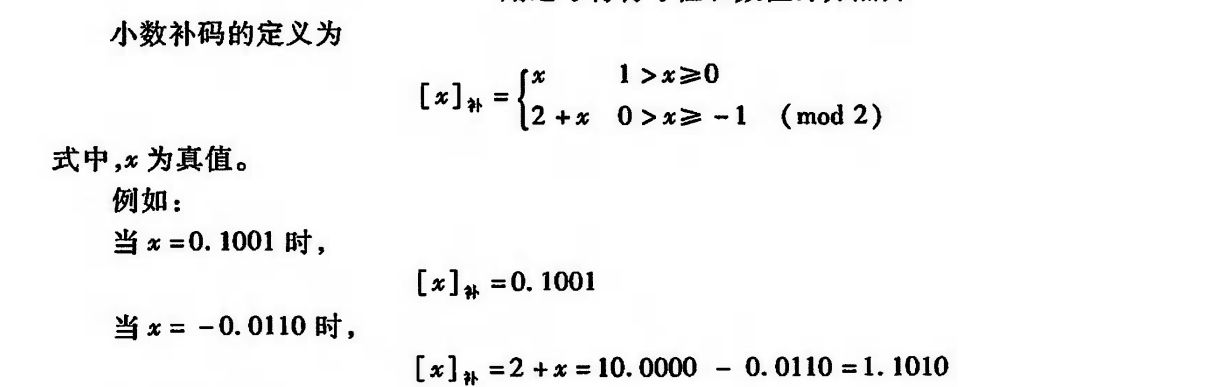 小数补码的定义为
[x]补 = { x 1 > x ⩾ 0
2 + x 0 > x ⩾ -1 (mod 2)
式中,x 为真值。
例如：
当 x = 0.1001 时，
[x]补 = 0.1001
当 x = -0.0110 时，
[x]补 = 2 + x = 10.0000 - 0.0110 = 1.1010